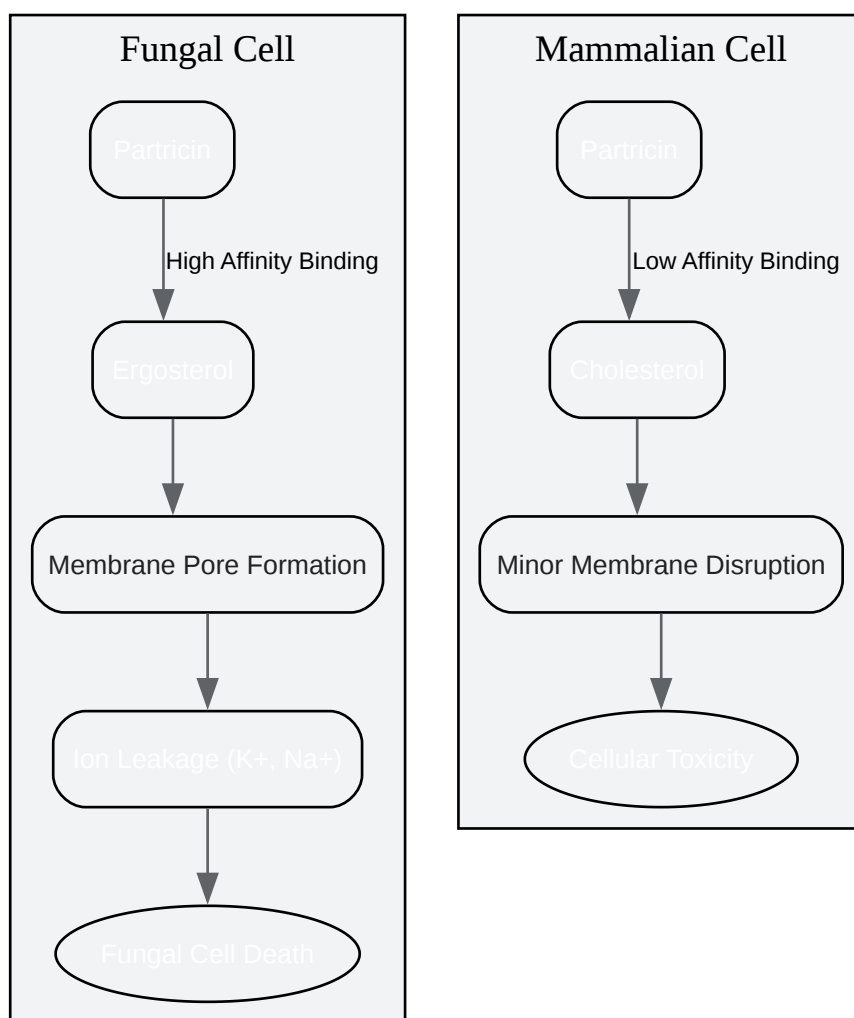 Fungal Cell
Partricin
High Affinity Binding
Ergosterol
Membrane Pore Formation
Ion Leakage (K+, Na+)
Fungal Cell Death
Mammalian Cell
Partricin
Low Affinity Binding
Cholesterol
Minor Membrane Disruption
Cellular Toxicity